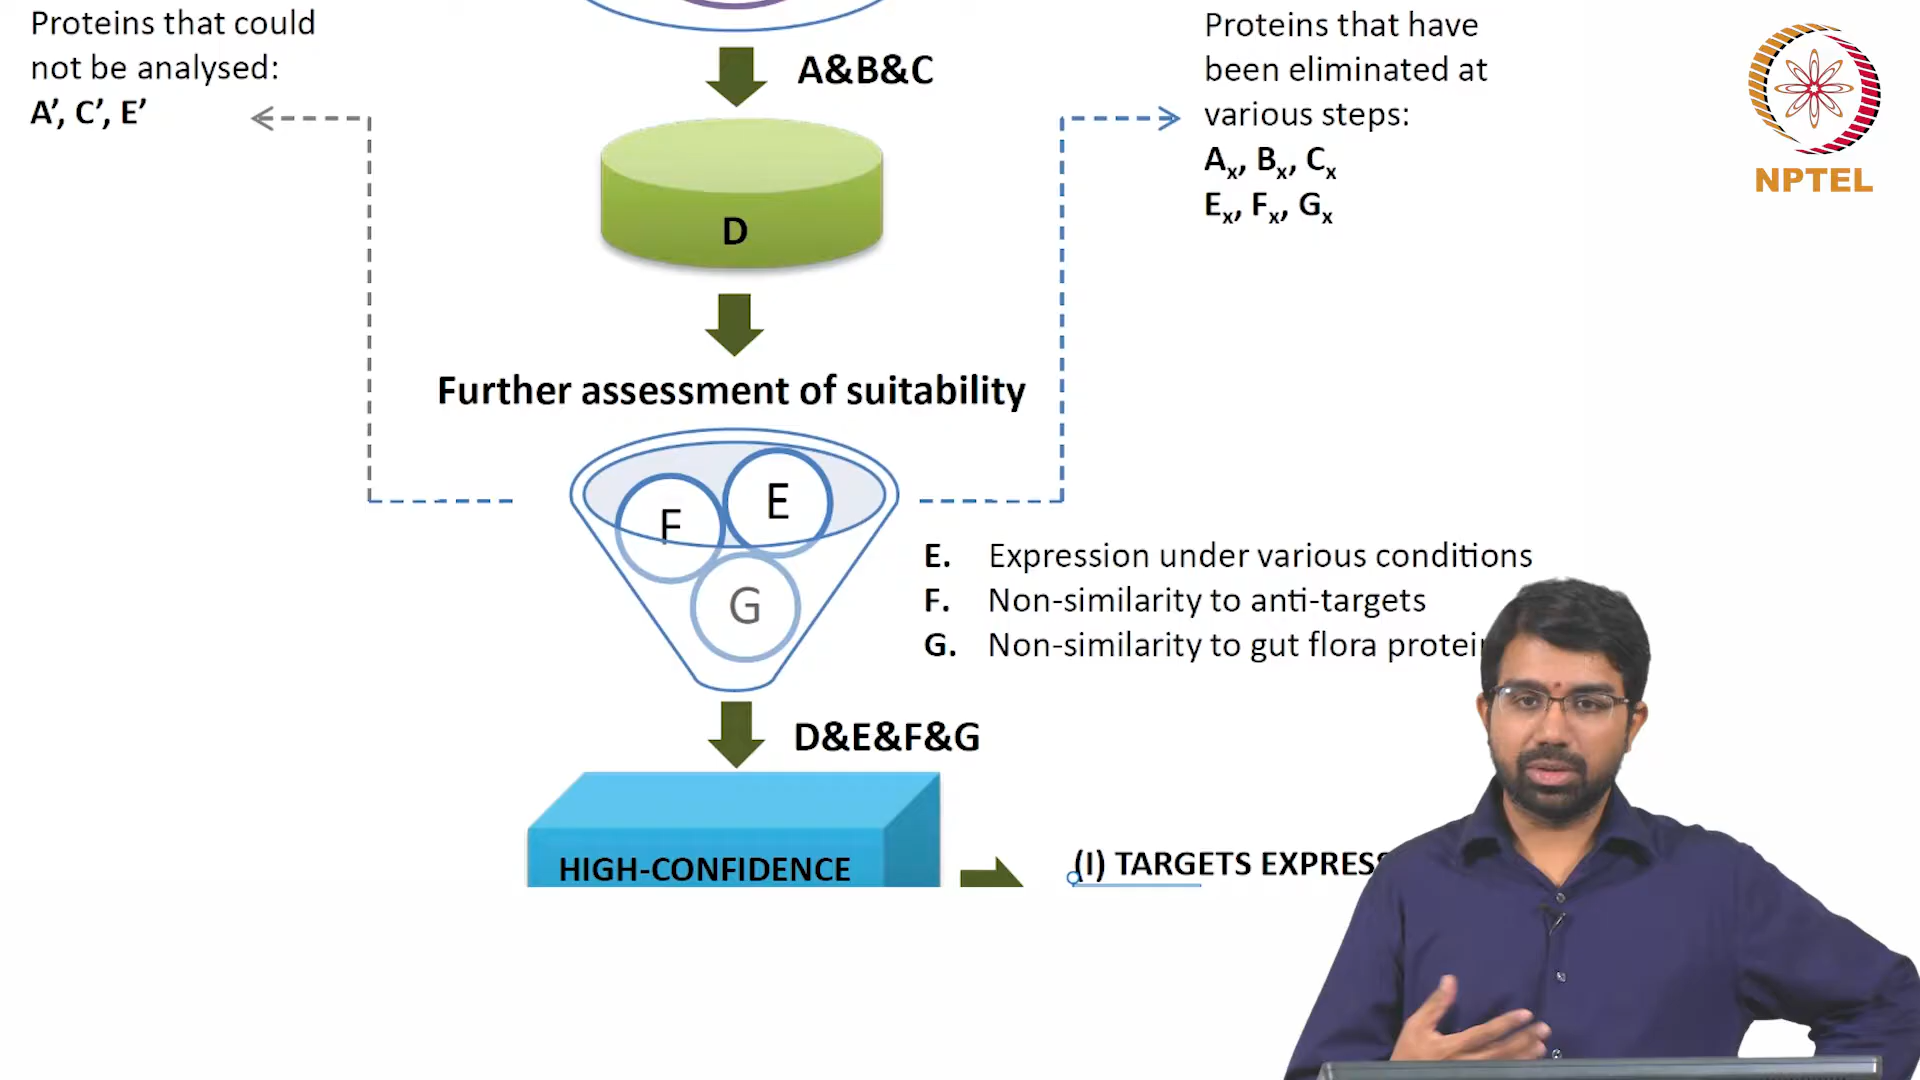 Proteins that could
not be analysed:
A’, C’, E’
A&B&C
Proteins that have
been eliminated at
various steps:
Ax, Bx, Cx
Ex, Fx, Gx
NPTEL
D
Further assessment of suitability
F
E
G
E. Expression under various conditions
F. Non-similarity to anti-targets
G. Non-similarity to gut flora
D&E&F&G
HIGH-CONFIDENCE
(I) TARGETS